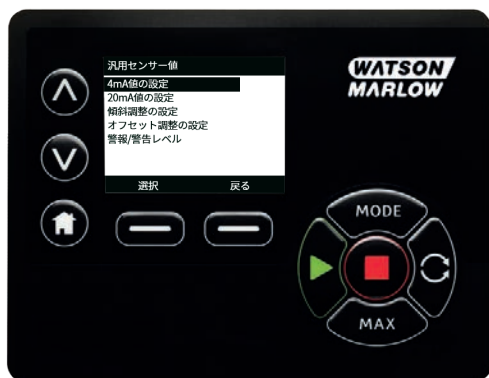 汎用センサー値
4mA値の設定
20mA値の設定
傾斜調整の設定
オフセット調整の設定
警報/警告レベル
選択 戻る
WATSON
MARLOW
MODE
MAX